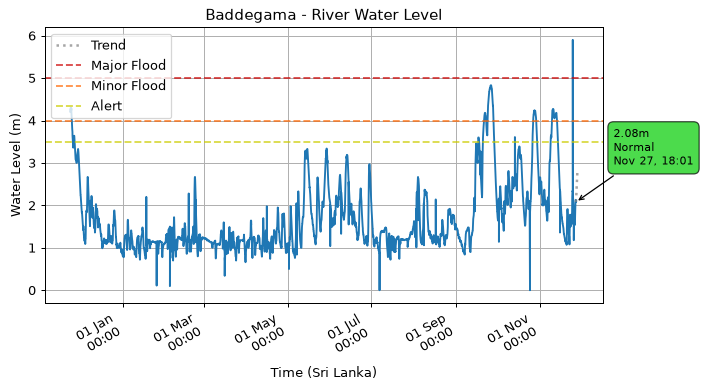 Baddegama - River Water Level
Water Level (m)
6
5
4
3
2
1
0
Trend
Major Flood
Minor Flood
Alert
2.08m
Normal
Nov 27, 18:01
01 Jan
00:00
01 Mar
00:00
01 May
00:00
01 Jul
00:00
01 Sep
00:00
01 Nov
00:00
Time (Sri Lanka)